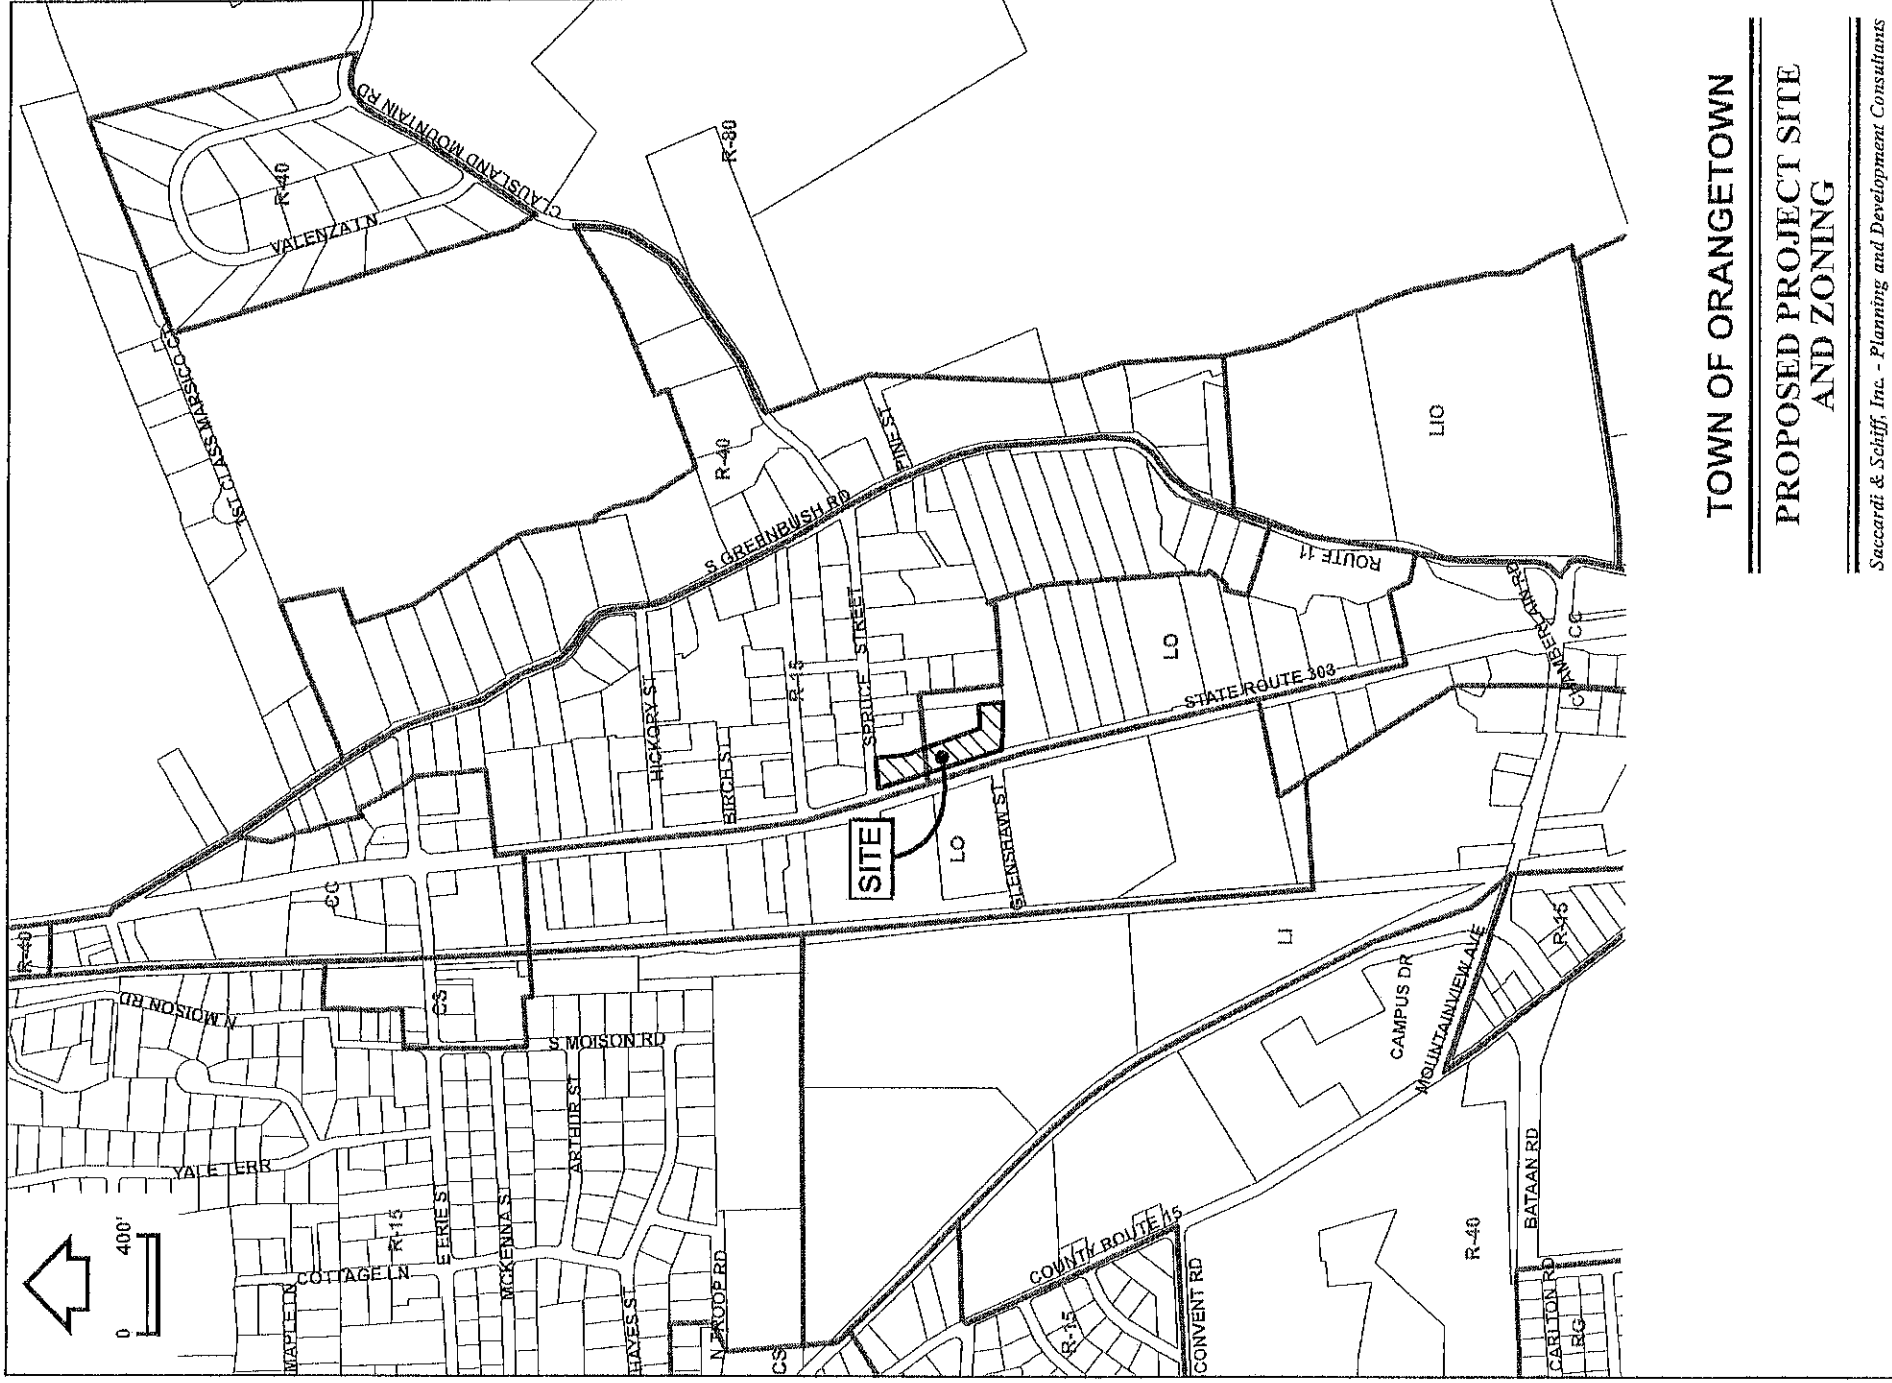 TOWN OF ORANGETOWN
PROPOSED PROJECT SITE
AND ZONING
Saccardi & Schiff, Inc. - Planning and Development Consultants
0
400'
SITE
R-40
VALENZA LN
CLAUSLAND MOUNTAIN RD
R-80
1ST CLASS MARSICO CT
R-40
PINE ST
S GREENBUSH RD
LIO
ROUTE 11
CHAMBERLAIN RD
CC
SPRUCE STREET
R-15
HICKORY ST
BIRCH ST
LO
STATE ROUTE 303
LO
GLENSHAW ST
CC
R-40
N MOISON RD
CS
S MOISON RD
LI
CAMPUS DR
MOUNTAINVIEW AVE
R-15
ARTHUR ST
YALE TERR
E ERIE ST
R-15
MCKENNA ST
COTTAGE LN
MAPLE LN
HAYES ST
N TROOP RD
CS
COUNTY ROUTE 15
R-15
CONVENT RD
R-40
BATAAN RD
CARLTON RD
RG